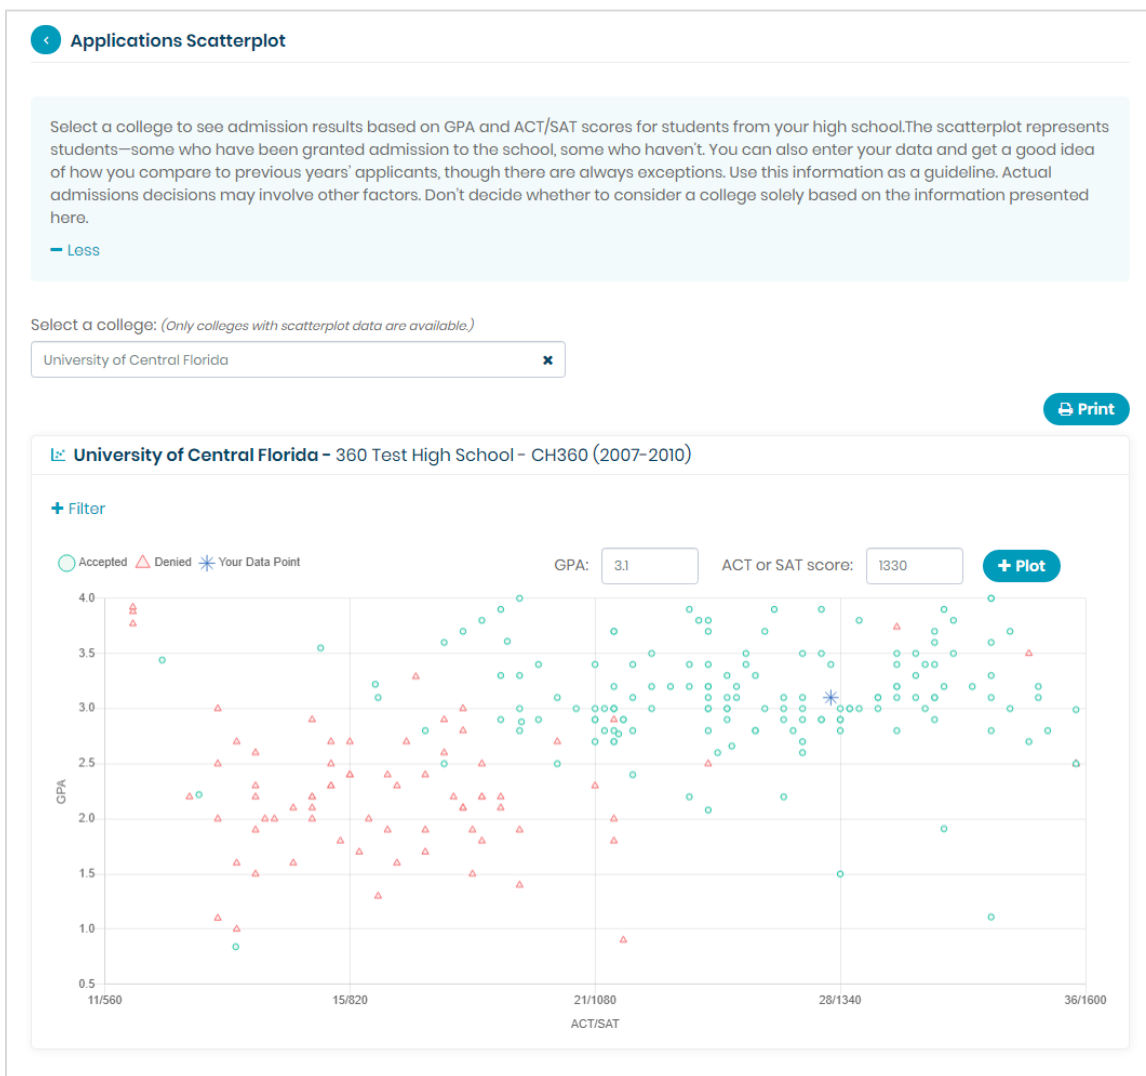 Applications Scatterplot
Select a college to see admission results based on GPA and ACT/SAT scores for students from your high school.The scatterplot represents
students—some who have been granted admission to the school, some who haven't. You can also enter your data and get a good idea
of how you compare to previous years' applicants, though there are always exceptions. Use this information as a guideline. Actual
admissions decisions may involve other factors. Don't decide whether to consider a college solely based on the information presented
here.
Less
Select a college: (Only colleges with scatterplot data are available.)
University of Central Florida
Print
University of Central Florida - 360 Test High School - CH360 (2007-2010)
+ Filter
Accepted Denied Your Data Point GPA: 3.1 ACT or SAT score: 1330 + Plot
4.0
3.5
3.0
2.5
GPA
2.0
1.5
1.0
0.5
11/560 15/820 21/1080 28/1340 36/1600
ACT/SAT